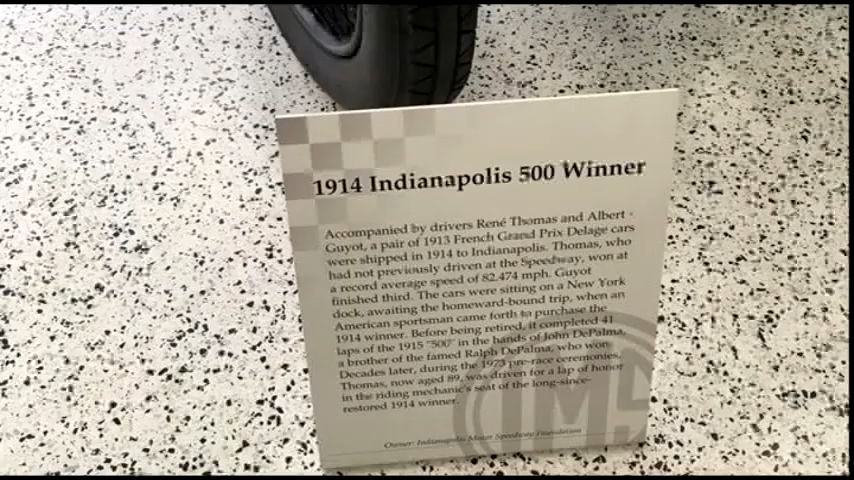 1914 Indianapolis 500 Winner
Accompanied by drivers René Thomas and Albert
Guyot, a pair of 1913 French Grand Prix Delage cars
were shipped in 1914 to Indianapolis. Thomas, who
had not previously driven at the Speedway, won at
a record average speed of 82.474 mph. Guyot
finished third. The cars were sitting on a New York
dock, awaiting the homeward-bound trip, when an
American sportsman came forth to purchase the
1914 winner. Before being retired, it completed 41
laps of the 1915 "500" in the hands of John DePalma,
a brother of the famed Ralph DePalma, who won.
Decades later, during the 1973 pre-race ceremonies,
Thomas, now aged 89, was driven for a lap of honor
in the riding mechanic's seat of the long-since-
restored 1914 winner.
IMS
Owner: Indianapolis Motor Speedway Foundation